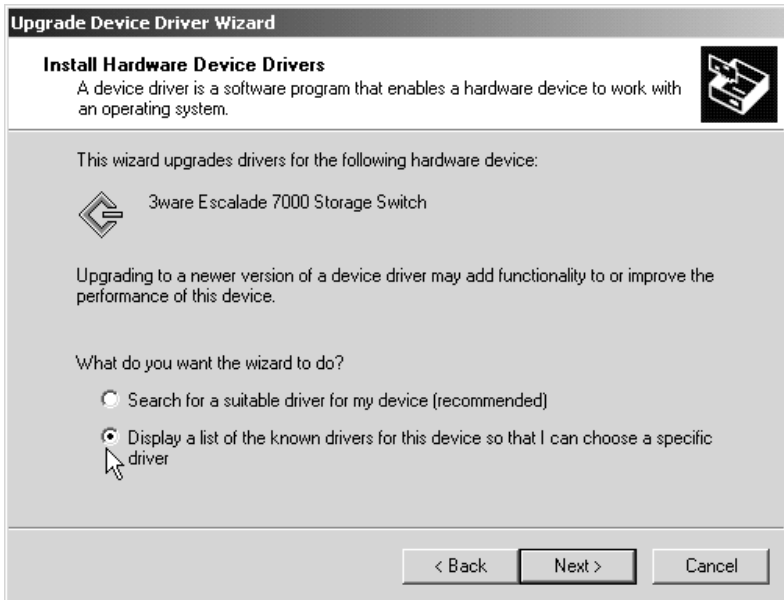 Upgrade Device Driver Wizard
Install Hardware Device Drivers
A device driver is a software program that enables a hardware device to work with
an operating system.
This wizard upgrades drivers for the following hardware device:
3ware Escalade 7000 Storage Switch
Upgrading to a newer version of a device driver may add functionality to or improve the
performance of this device.
What do you want the wizard to do?
Search for a suitable driver for my device (recommended)
Display a list of the known drivers for this device so that I can choose a specific
driver
< Back
Next >
Cancel